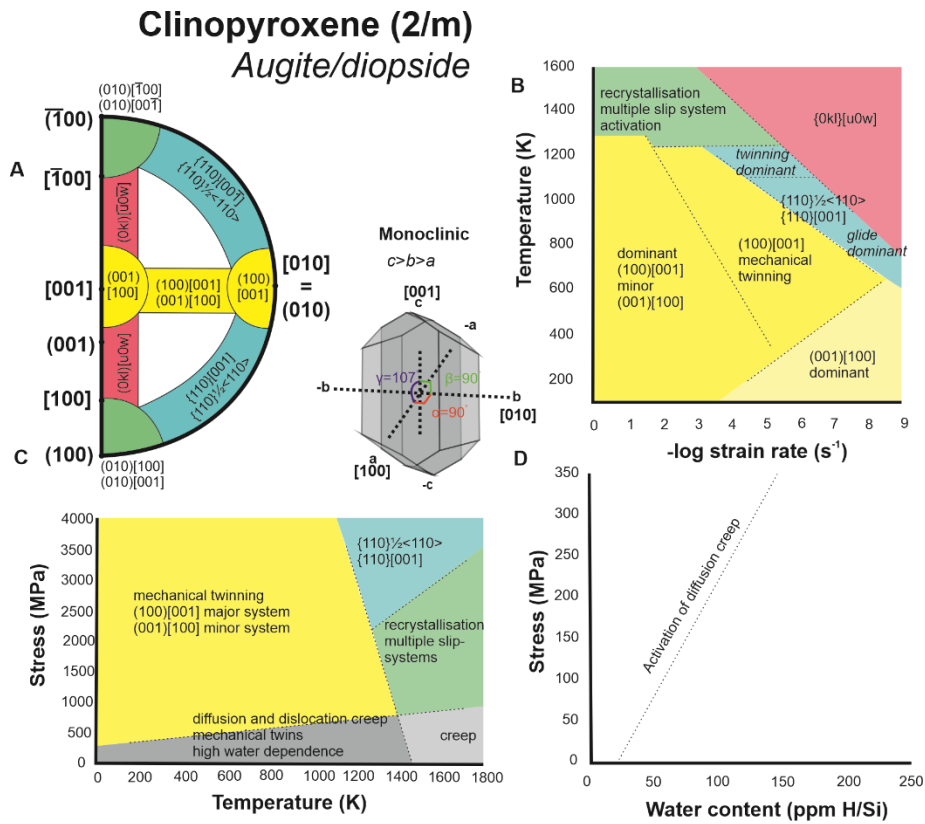 Clinopyroxene (2/m)
Augite/diopside
A
(010)[1̅00]
(010)[001̅]
(1̅00)
[1̅00]
[001]
(001)
[100]
(100)
(010)[100]
(010)[001]
{110}[001̅]
{110}½<110>
(0kl)[u̅0w̅]
(001)
[100]
(100)[001]
(001)[100]
(100)
[001]
[010]
=
(010)
(0kl)[u0w]
{110}[001]
{110}½<110>
Monoclinic
c>b>a
[001]
c
-a
γ=107°
β=90°
α=90°
-b
b
[010]
a
[100]
-c
B
Temperature (K)
1600
1400
1200
1000
800
600
400
200
recrystallisation
multiple slip system
activation
{0kl}[u0w]
twinning
dominant
{110}½<110>
{110}[001]
glide
dominant
dominant
(100)[001]
minor
(001)[100]
(100)[001]
mechanical
twinning
(001)[100]
dominant
0 1 2 3 4 5 6 7 8 9
-log strain rate (s⁻¹)
C
Stress (MPa)
4000
3500
3000
2500
2000
1500
1000
500
0
mechanical twinning
(100)[001] major system
(001)[100] minor system
{110}½<110>
{110}[001]
recrystallisation
multiple slip-
systems
diffusion and dislocation creep
mechanical twins
high water dependence
creep
0 200 400 600 800 1000 1200 1400 1600 1800
Temperature (K)
D
Stress (MPa)
350
300
250
200
150
100
50
0
Activation of diffusion creep
0 50 100 150 200 250
Water content (ppm H/Si)